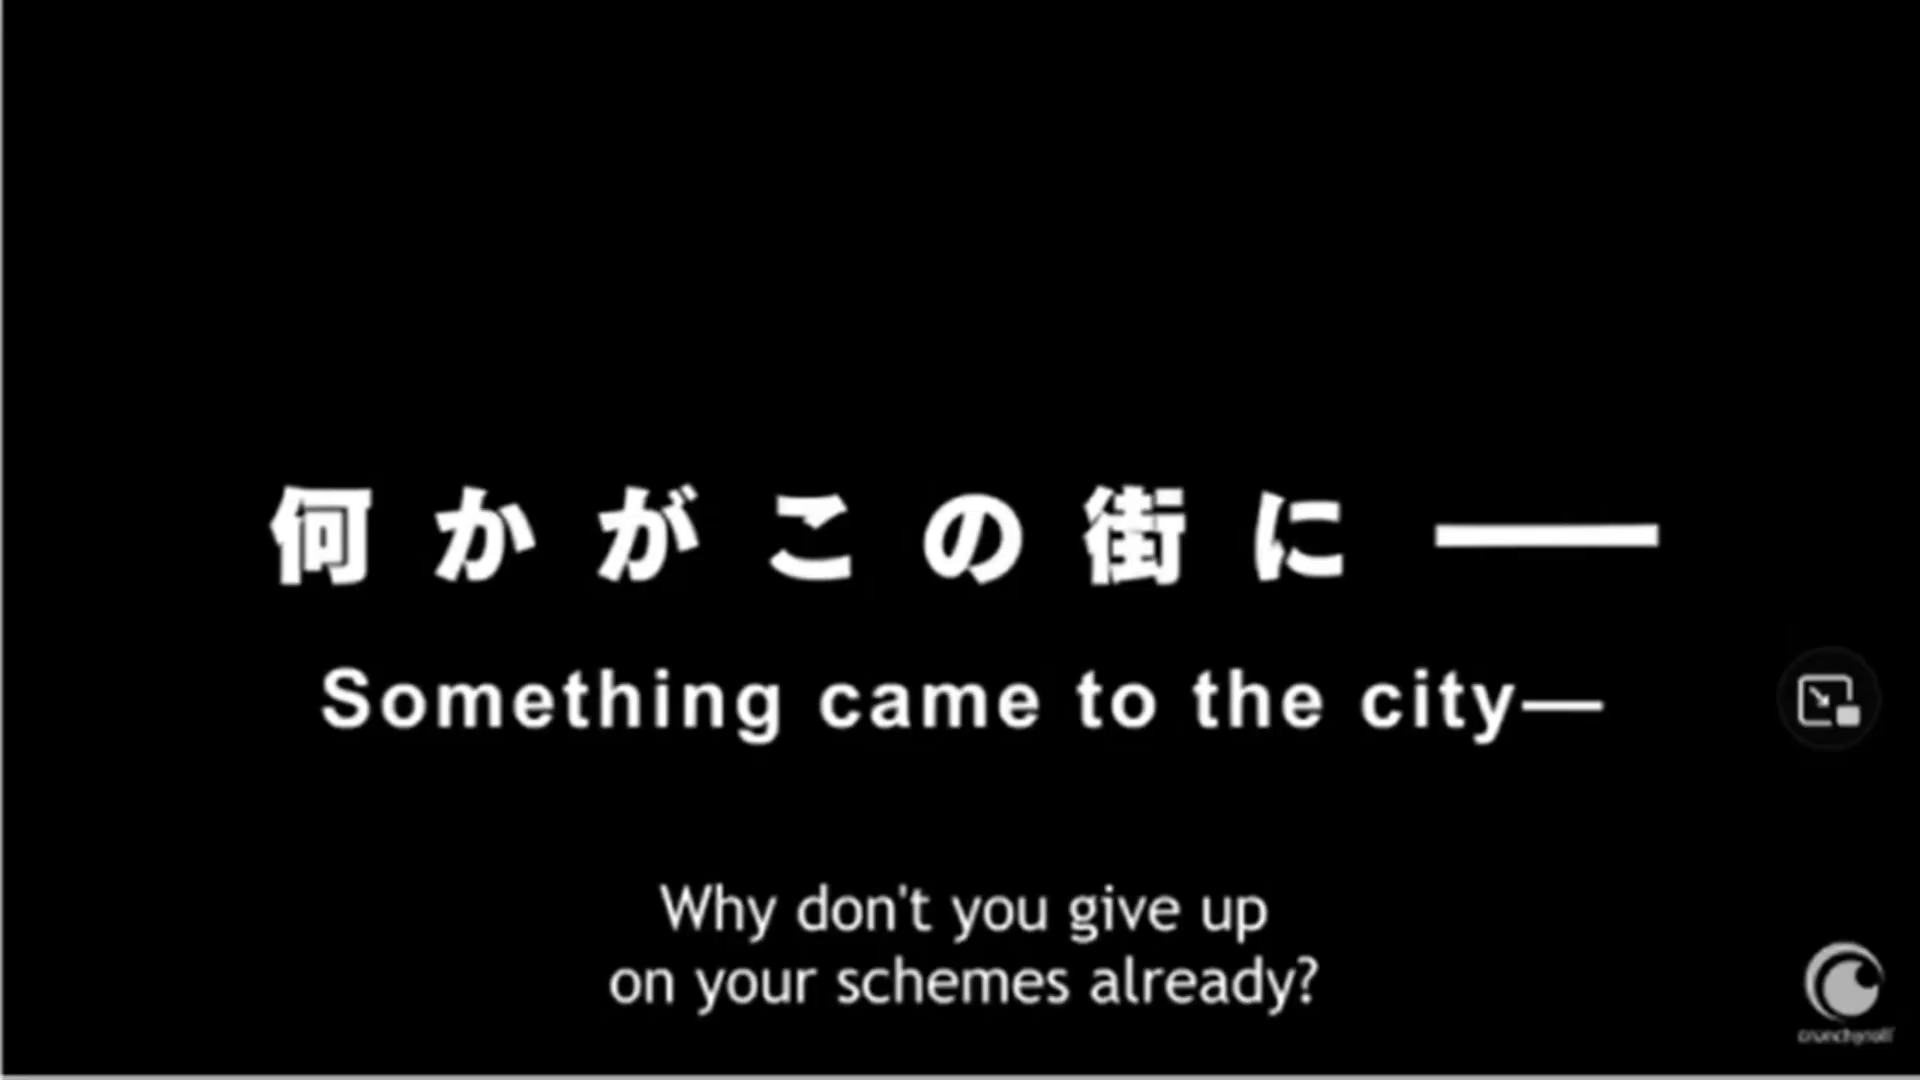 何かがこの街に――
Something came to the city—
Why don't you give up
on your schemes already?
crunchyroll